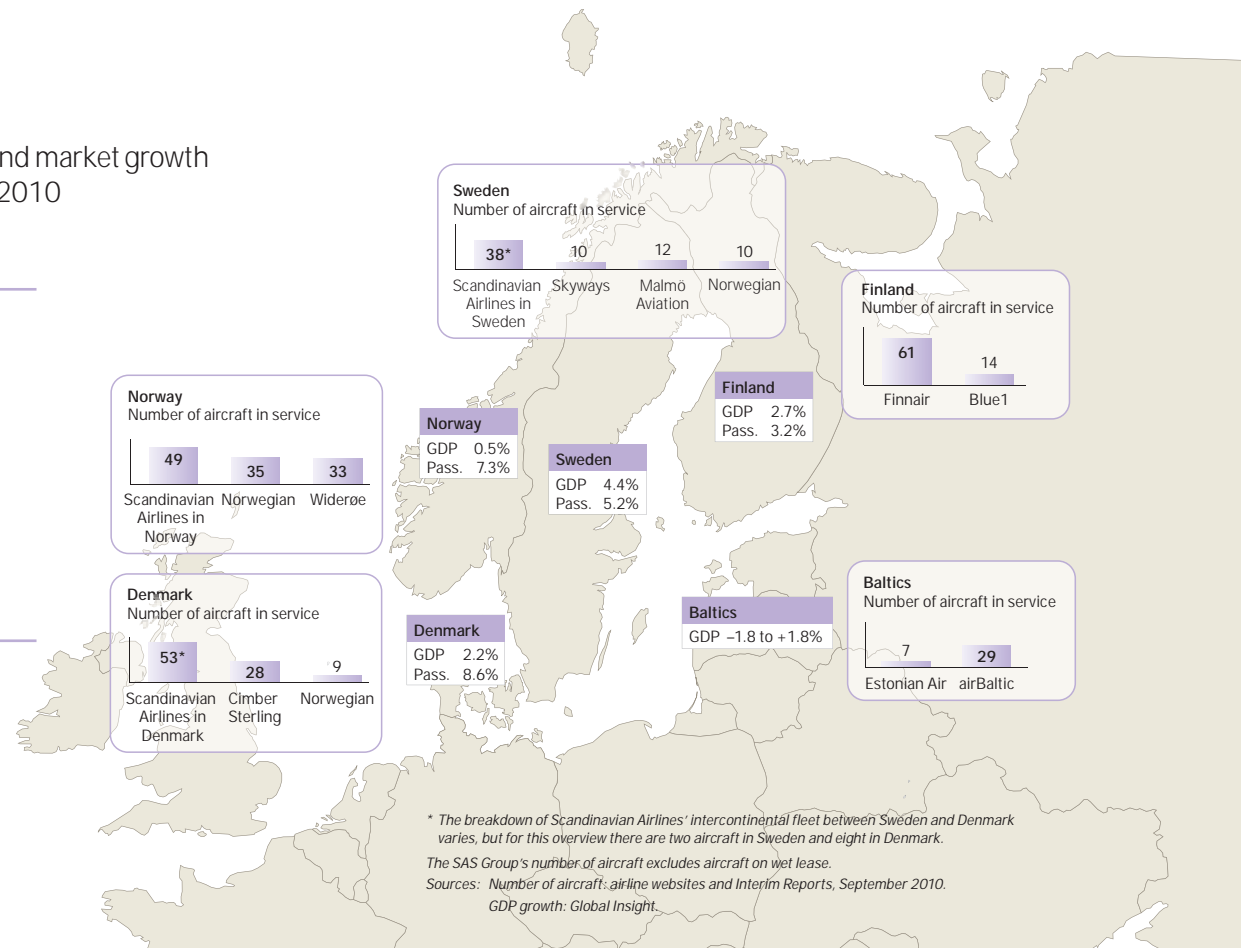 nd market growth
2010
Sweden
Number of aircraft in service
38* 10 12 10
Scandinavian Airlines in Sweden
Skyways
Malmö Aviation
Norwegian
Finland
Number of aircraft in service
61 14
Finnair Blue1
Norway
Number of aircraft in service
49 35 33
Scandinavian Airlines in Norway
Norwegian
Widerøe
Norway
GDP 0.5%
Pass. 7.3%
Sweden
GDP 4.4%
Pass. 5.2%
Finland
GDP 2.7%
Pass. 3.2%
Denmark
Number of aircraft in service
53* 28 9
Scandinavian Airlines in Denmark
Cimber Sterling
Norwegian
Denmark
GDP 2.2%
Pass. 8.6%
Baltics
GDP –1.8 to +1.8%
Baltics
Number of aircraft in service
7 29
Estonian Air airBaltic
* The breakdown of Scandinavian Airlines' intercontinental fleet between Sweden and Denmark
varies, but for this overview there are two aircraft in Sweden and eight in Denmark.
The SAS Group's number of aircraft excludes aircraft on wet lease.
Sources: Number of aircraft: airline websites and Interim Reports, September 2010.
GDP growth: Global Insight.